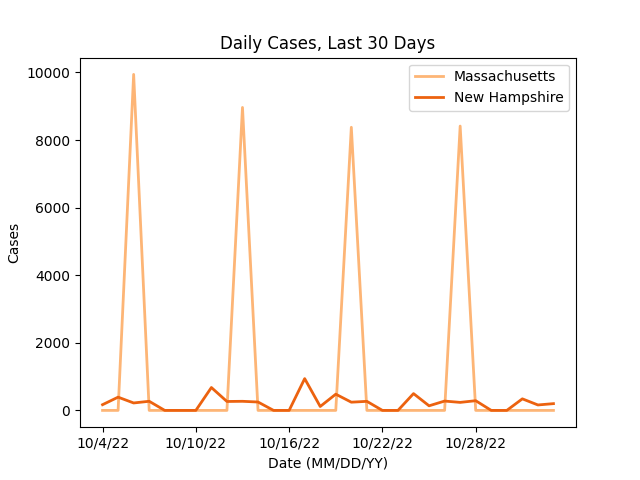 Daily Cases, Last 30 Days
Massachusetts
New Hampshire
10000
8000
6000
4000
2000
0
Cases
10/4/22 10/10/22 10/16/22 10/22/22 10/28/22
Date (MM/DD/YY)